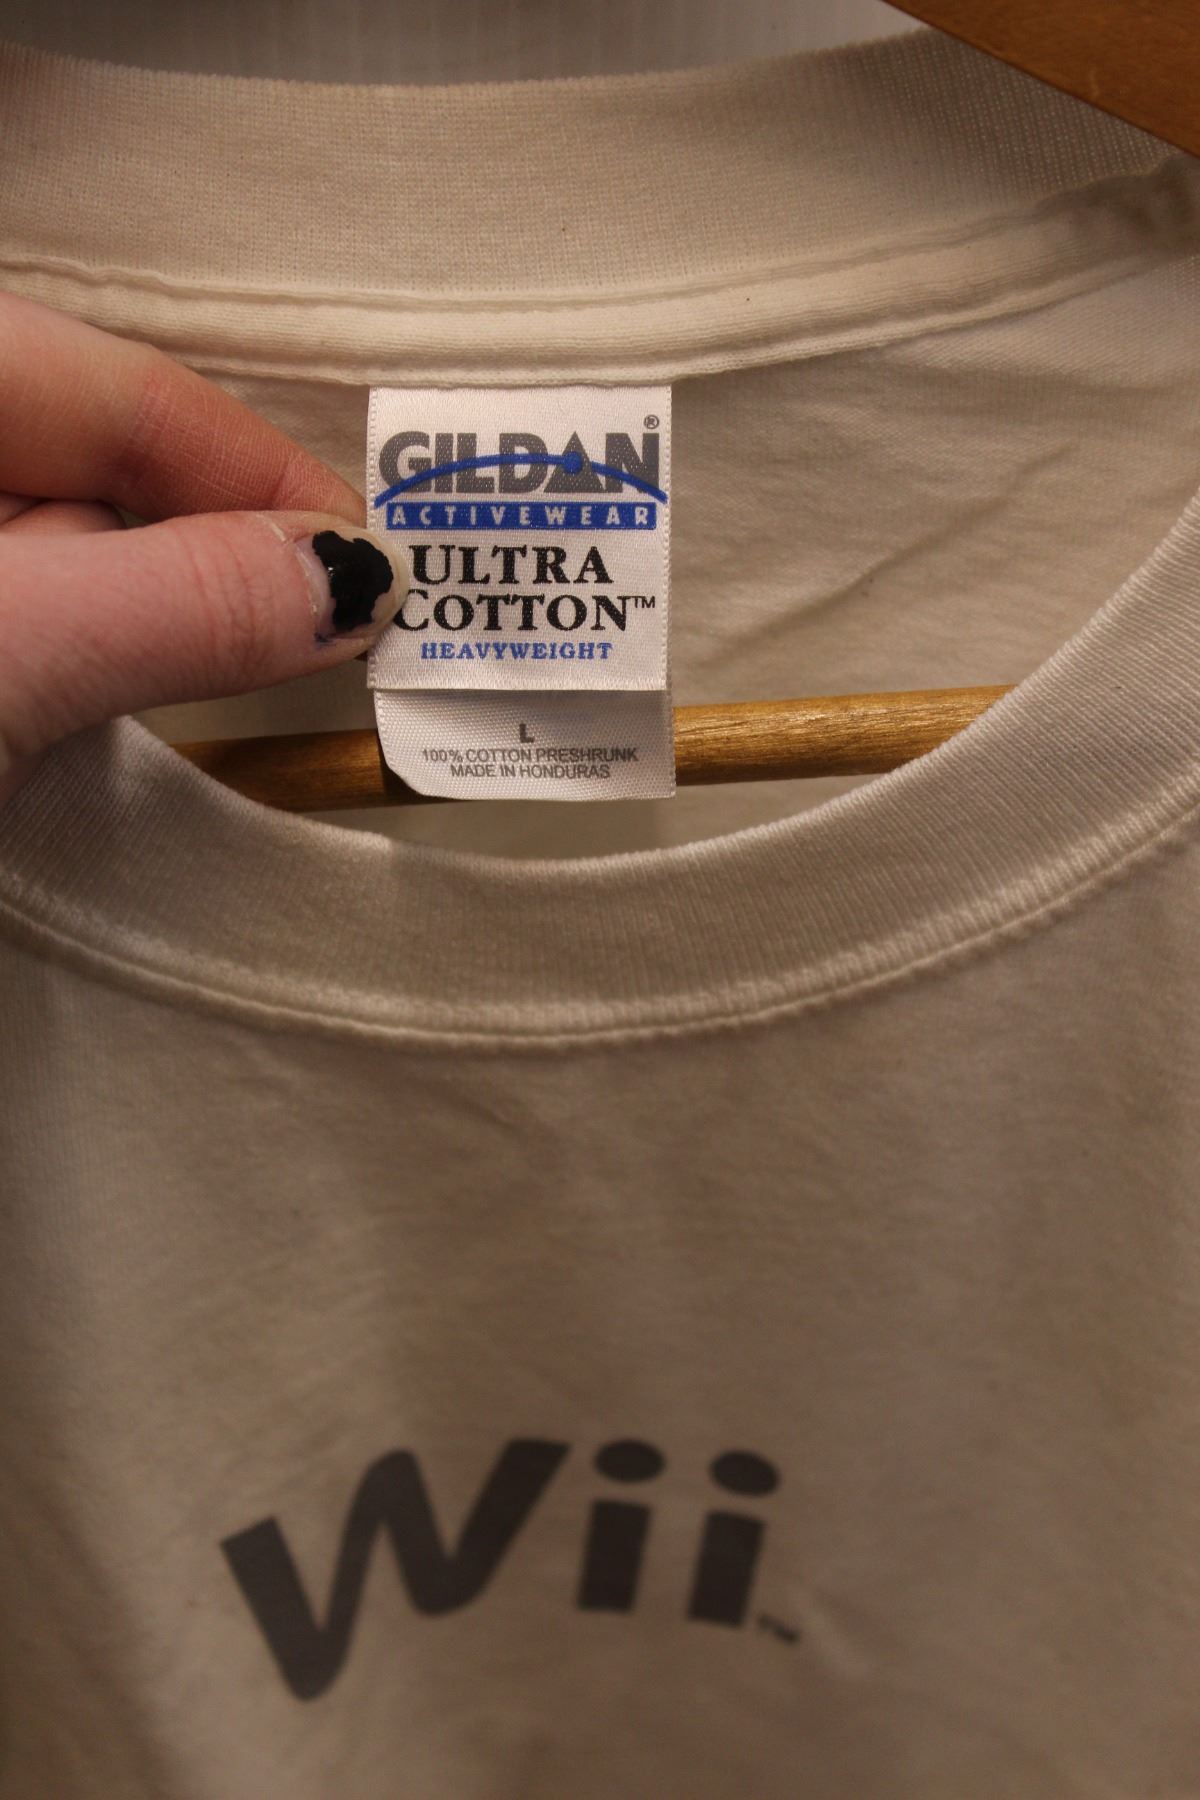 GILDAN®
ACTIVEWEAR
ULTRA
COTTON™
HEAVYWEIGHT
L
100% COTTON PRESHRUNK
MADE IN HONDURAS
Wii™